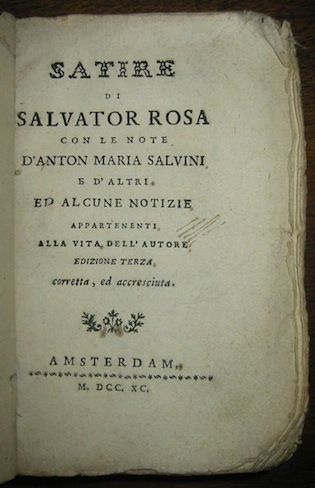 SATIRE
DI
SALVATOR ROSA
CON LE NOTE
D'ANTON MARIA SALVINI
E D'ALTRI
ED ALCUNE NOTIZIE
APPARTENENTI
ALLA VITA DELL'AUTORE
EDIZIONE TERZA
corretta, ed accresciuta.
AMSTERDAM.
M. DCC. XC.